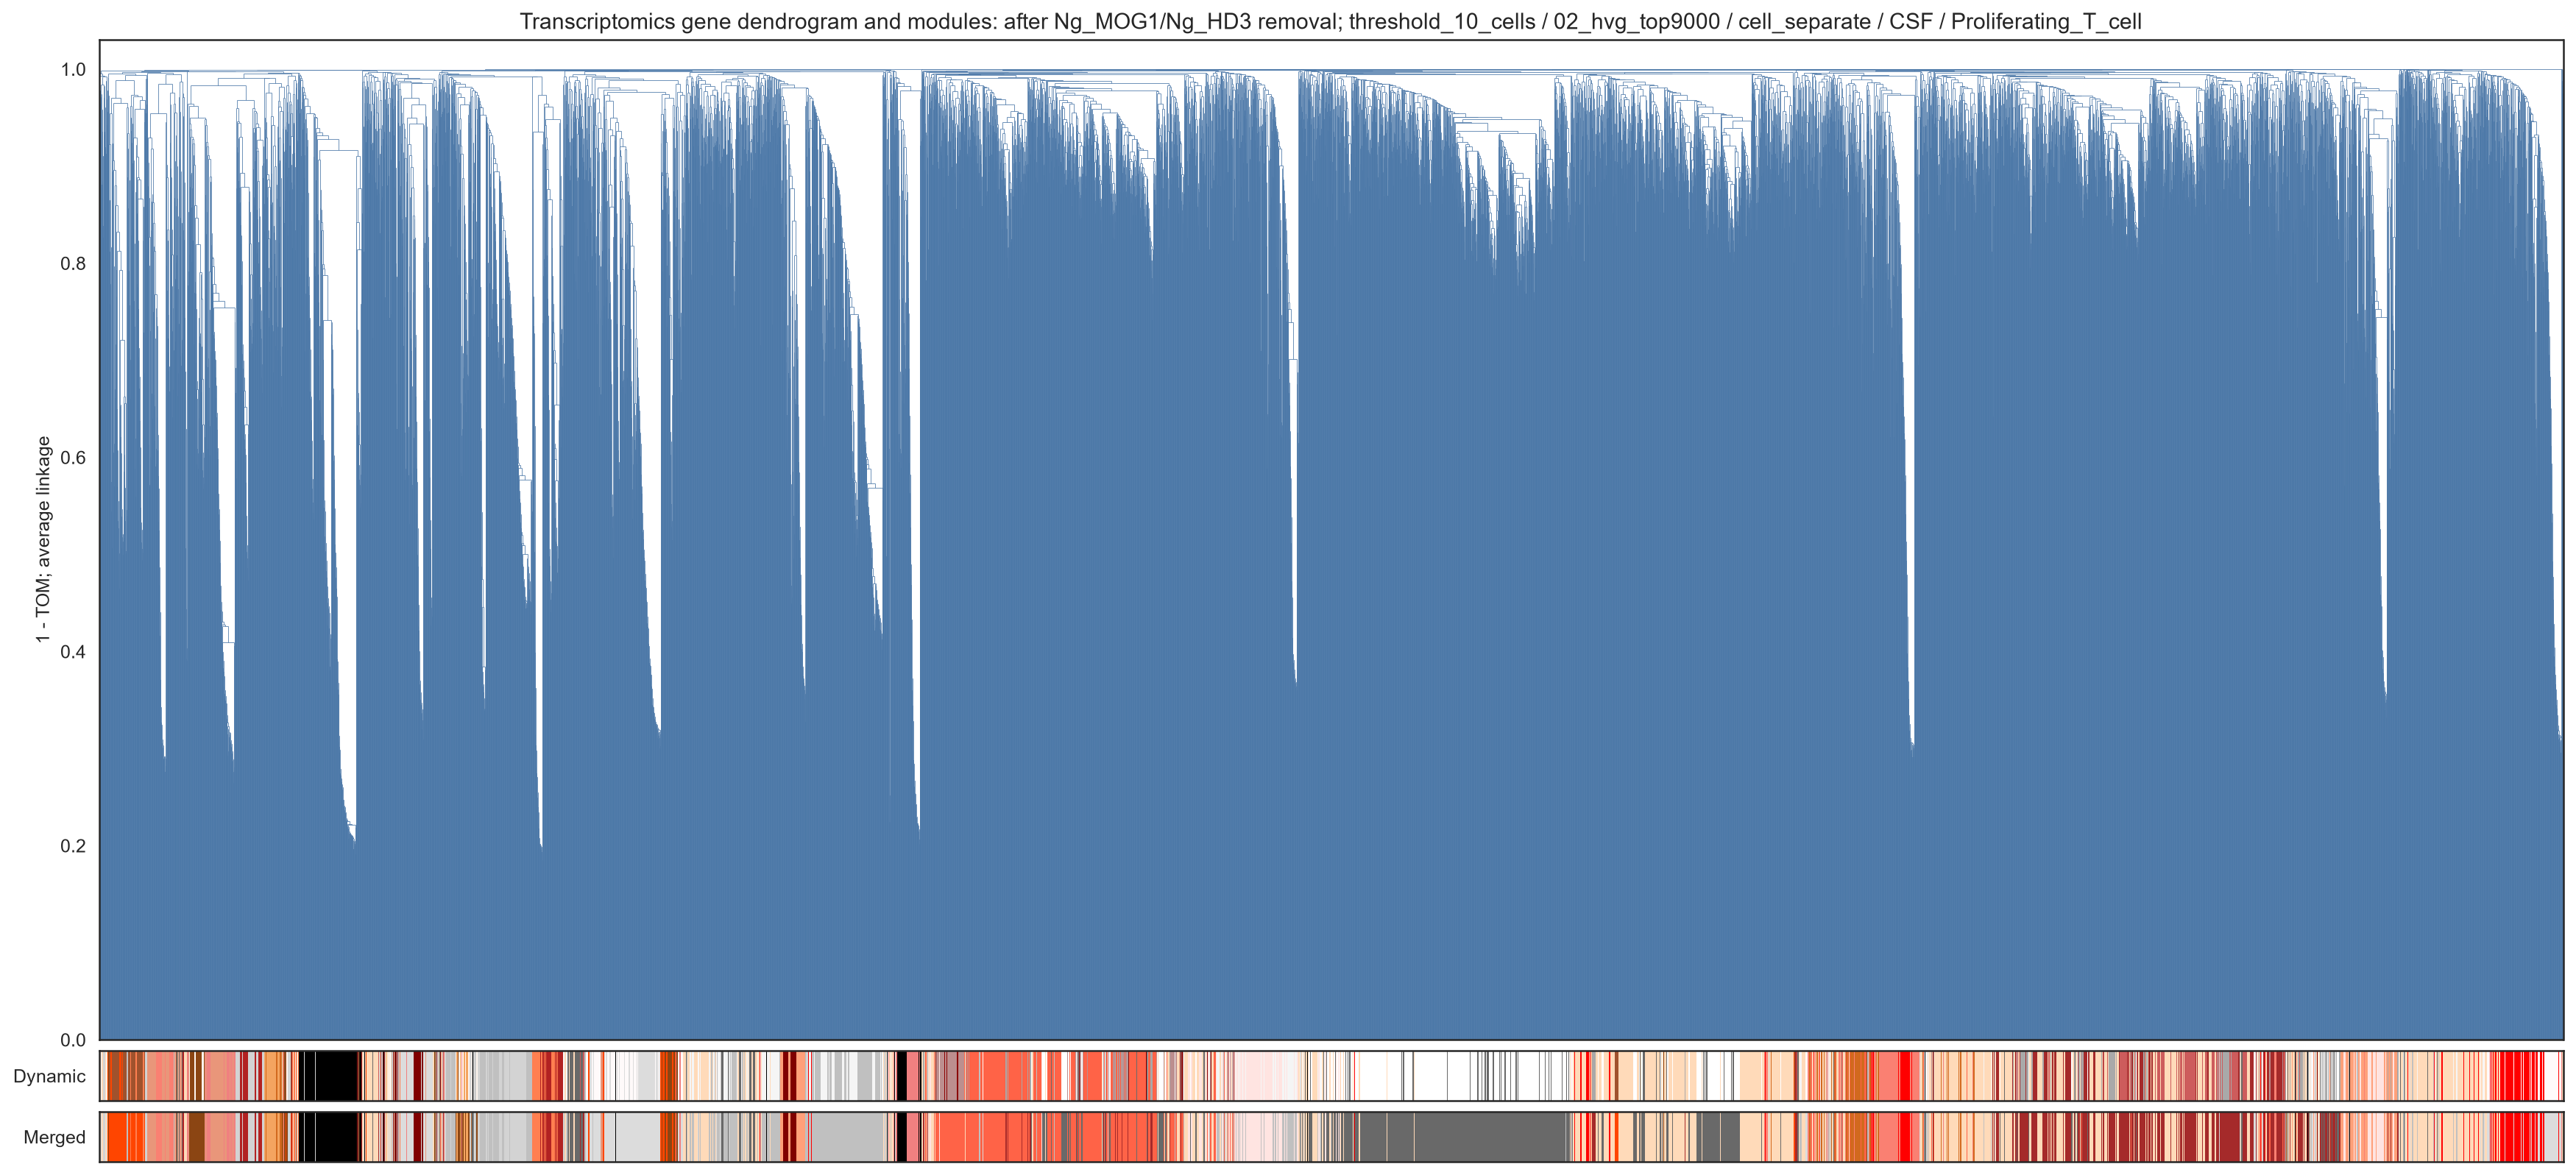 Transcriptomics gene dendrogram and modules: after Ng_MOG1/Ng_HD3 removal; threshold_10_cells / 02_hvg_top9000 / cell_separate / CSF / Proliferating_T_cell
1 - TOM; average linkage
1.0
0.8
0.6
0.4
0.2
0.0
Dynamic
Merged